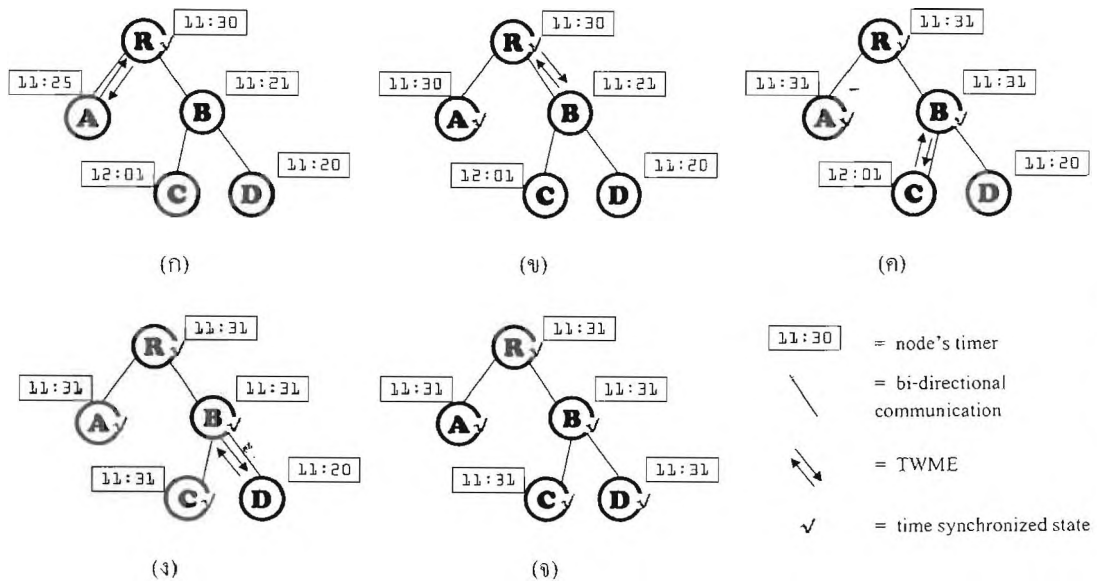 11:30
R
11:25
11:21
A
B
12:01
11:20
C
D
(ก)
11:30
R
11:30
11:21
A
B
12:01
11:20
C
D
(ข)
11:31
R
11:31
11:31
A
B
12:01
11:20
C
D
(ค)
11:31
R
11:31
11:31
A
B
11:31
11:20
C
D
(ง)
11:31
R
11:31
11:31
A
B
11:31
11:31
C
D
(จ)
11:30 = node's timer
= bi-directional
communication
= TWME
√ = time synchronized state